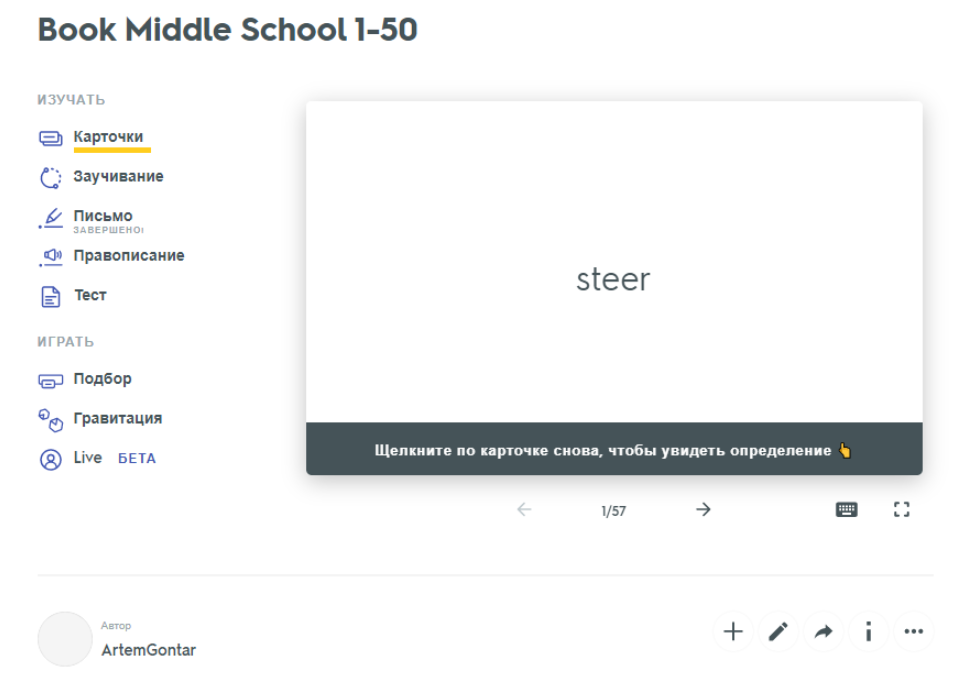 Book Middle School 1-50
ИЗУЧАТЬ
Карточки
Заучивание
Письмо
ЗАВЕРШЕНО!
Правописание
Тест
ИГРАТЬ
Подбор
Гравитация
Live БЕТА
steer
Щелкните по карточке снова, чтобы увидеть определение 👆
1/57
Автор
ArtemGontar